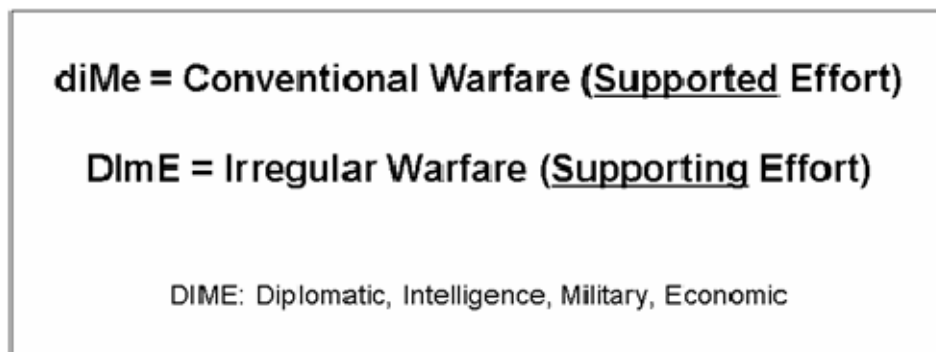 diMe = Conventional Warfare (Supported Effort)
DImE = Irregular Warfare (Supporting Effort)
DIME: Diplomatic, Intelligence, Military, Economic